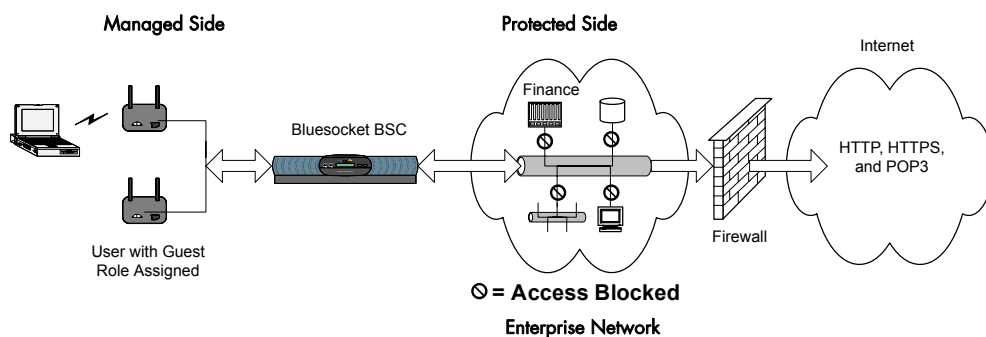 Managed Side
Protected Side
Internet
Finance
Bluesocket BSC
HTTP, HTTPS,
and POP3
User with Guest
Role Assigned
Firewall
= Access Blocked
Enterprise Network